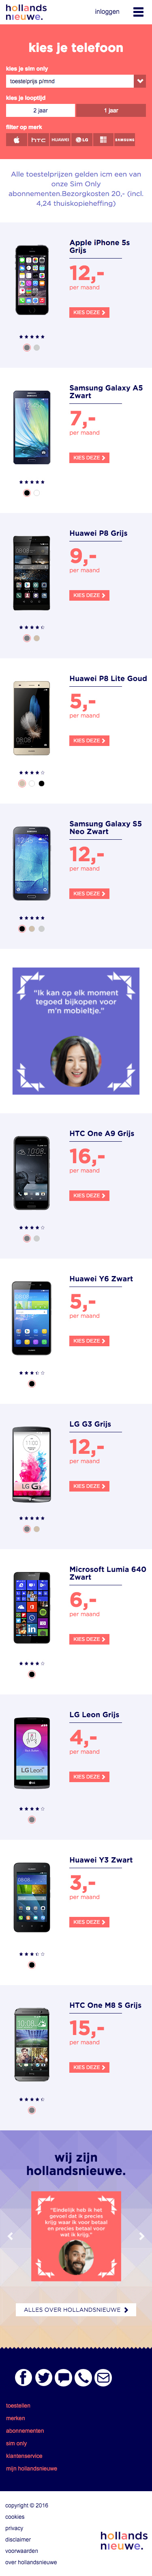 hollands
nieuwe.
inloggen
kies je telefoon
kies je sim only
toestelprijs p/mnd
kies je looptijd
2 jaar
1 jaar
filter op merk
hTC
HUAWEI
LG
SAMSUNG
Alle toestelprijzen gelden icm een van
onze Sim Only
abonnementen.Bezorgkosten 20,- (incl.
4,24 thuiskopieheffing)
Apple iPhone 5s
Grijs
12,-
per maand
KIES DEZE
Samsung Galaxy A5
Zwart
7,-
per maand
KIES DEZE
Huawei P8 Grijs
9,-
per maand
KIES DEZE
Huawei P8 Lite Goud
5,-
per maand
KIES DEZE
Samsung Galaxy S5
Neo Zwart
12,-
per maand
KIES DEZE
"Ik kan op elk moment
tegoed bijkopen voor
m'n mobieltje."
HTC One A9 Grijs
16,-
per maand
KIES DEZE
Huawei Y6 Zwart
5,-
per maand
KIES DEZE
LG G3 Grijs
12,-
per maand
KIES DEZE
Microsoft Lumia 640
Zwart
6,-
per maand
KIES DEZE
LG Leon Grijs
4,-
per maand
KIES DEZE
Huawei Y3 Zwart
3,-
per maand
KIES DEZE
HTC One M8 S Grijs
15,-
per maand
KIES DEZE
wij zijn
hollandsnieuwe.
"Eindelijk heb ik het
gevoel dat ik precies
krijg waar ik voor betaal
en precies betaal voor
wat ik krijg."
ALLES OVER HOLLANDSNIEUWE
toestellen
merken
abonnementen
sim only
klantenservice
mijn hollandsnieuwe
copyright © 2016
cookies
privacy
disclaimer
voorwaarden
over hollandsnieuwe
hollands
nieuwe.